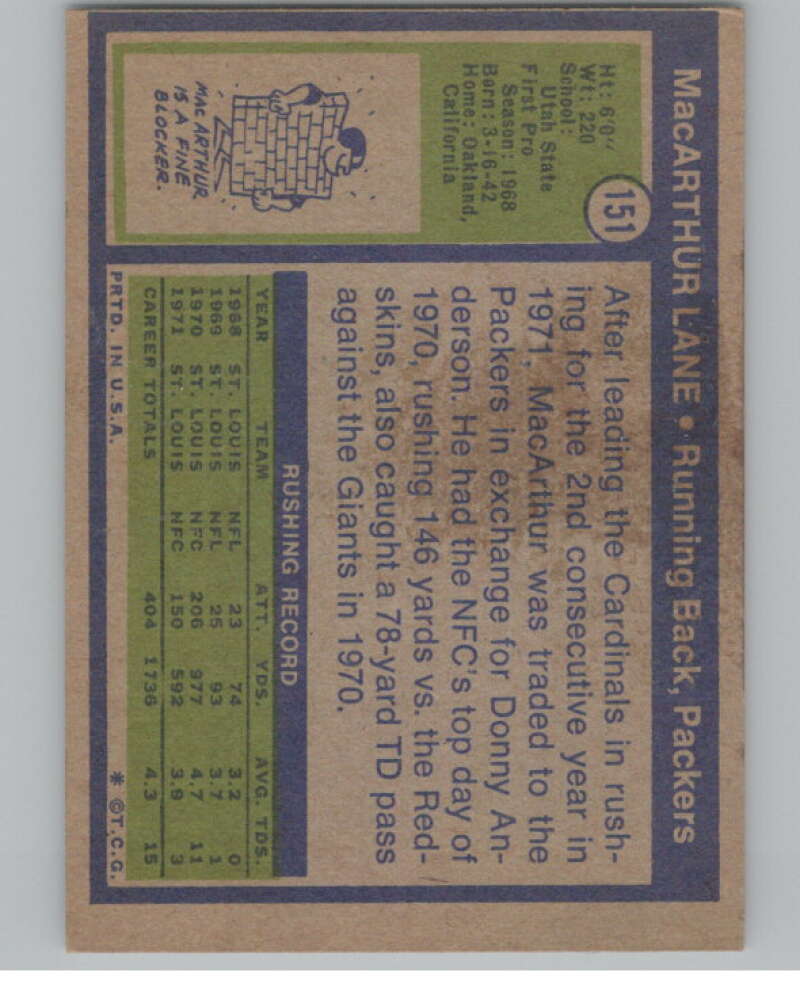 MacARTHUR LANE • Running Back, Packers
151
Ht: 6'0"
Wt: 220
School:
Utah State
First Pro
Season: 1968
Born: 3-16-42
Home: Oakland,
California
MACARTHUR
IS A FINE
BLOCKER.
After leading the Cardinals in rush-
ing for the 2nd consecutive year in
1971, MacArthur was traded to the
Packers in exchange for Donny An-
derson. He had the NFC's top day of
1970, rushing 146 yards vs. the Red-
skins, also caught a 78-yard TD pass
against the Giants in 1970.
RUSHING RECORD
YEAR TEAM ATT. YDS. AVG. TDS.
1968 ST. LOUIS NFL 23 74 3.2 0
1969 ST. LOUIS NFL 25 93 3.7 1
1970 ST. LOUIS NFC 206 977 4.7 11
1971 ST. LOUIS NFC 150 592 3.9 3
CAREER TOTALS 404 1736 4.3 15
PRTD. IN U.S.A. * ©T.C.G.